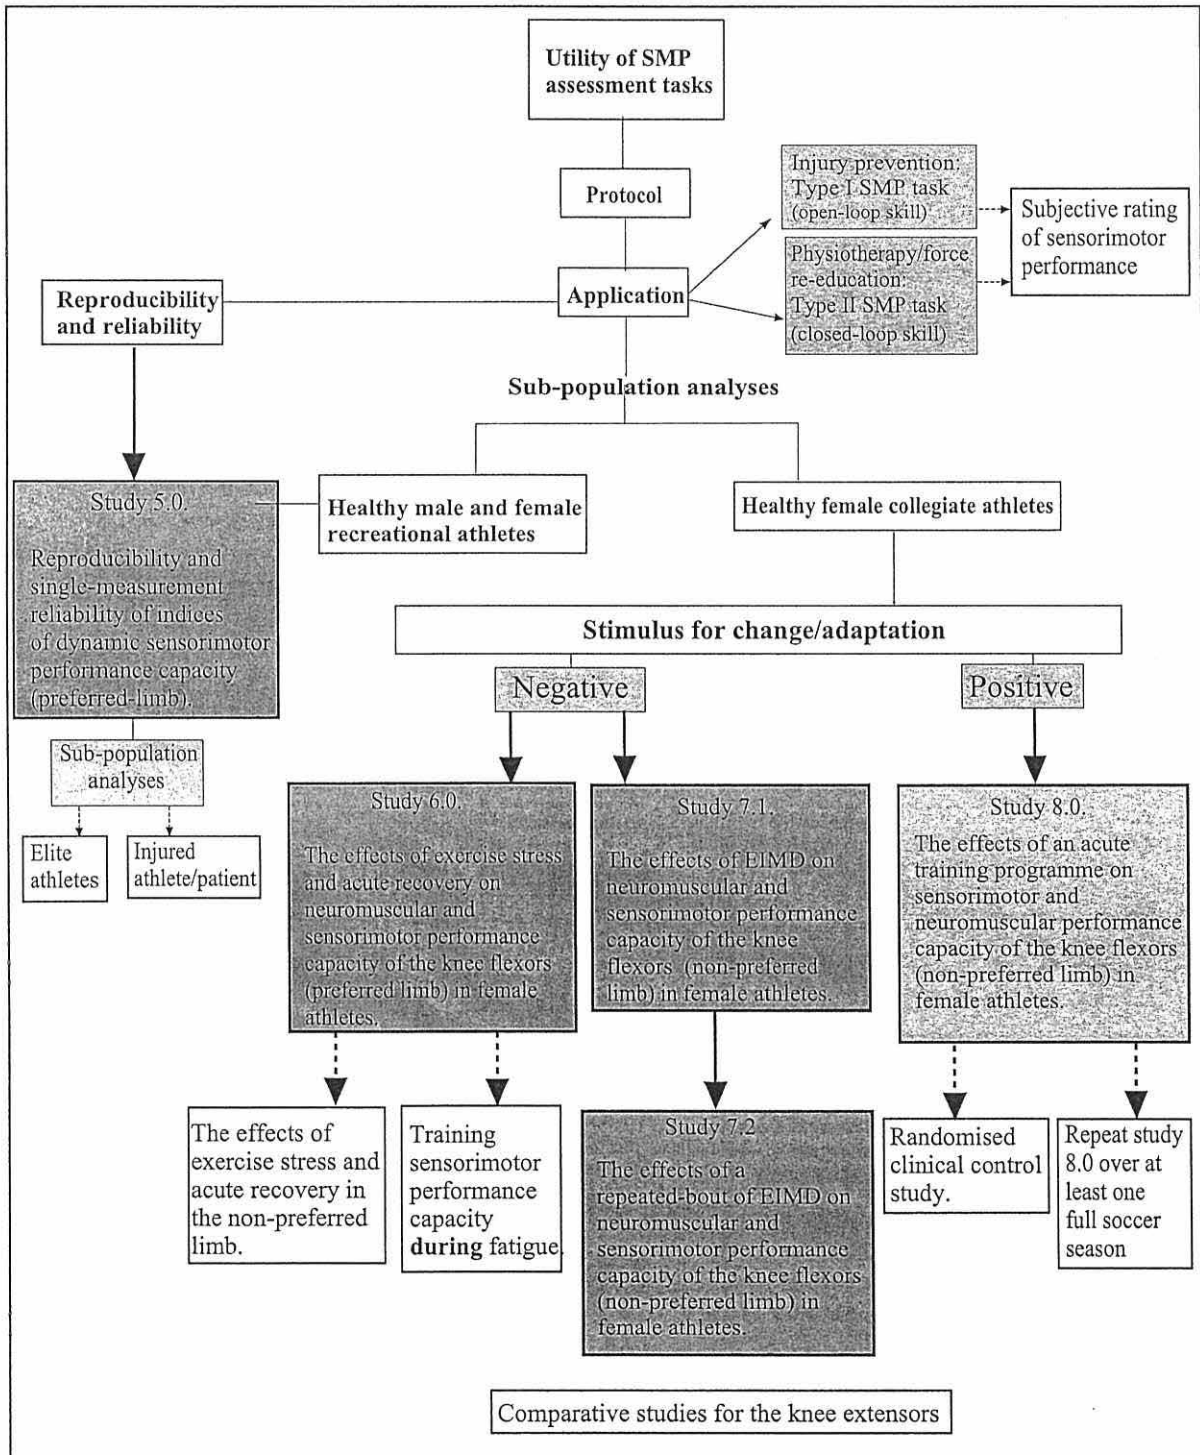 Utility of SMP
assessment tasks
Protocol
Application
Injury prevention:
Type I SMP task
(open-loop skill)
Physiotherapy/force
re-education:
Type II SMP task
(closed-loop skill)
Subjective rating
of sensorimotor
performance
Reproducibility
and reliability
Sub-population analyses
Healthy male and female
recreational athletes
Healthy female collegiate athletes
Study 5.0.
Reproducibility and
single-measurement
reliability of indices
of dynamic sensorimotor
performance capacity
(preferred-limb).
Sub-population
analyses
Elite
athletes
Injured
athlete/patient
Stimulus for change/adaptation
Negative
Positive
Study 6.0.
The effects of exercise stress
and acute recovery on
neuromuscular and
sensorimotor performance
capacity of the knee flexors
(preferred limb) in female
athletes.
Study 7.1.
The effects of EIMD on
neuromuscular and
sensorimotor performance
capacity of the knee
flexors (non-preferred
limb) in female athletes.
Study 8.0.
The effects of an acute
training programme on
sensorimotor and
neuromuscular performance
capacity of the knee flexors
(non-preferred limb) in
female athletes.
The effects of
exercise stress and
acute recovery in
the non-preferred
limb.
Training
sensorimotor
performance
capacity
during fatigue.
Study 7.2
The effects of a
repeated-bout of EIMD on
neuromuscular and
sensorimotor performance
capacity of the knee flexors
(non-preferred limb) in
female athletes.
Randomised
clinical control
study.
Repeat study
8.0 over at
least one
full soccer
season
Comparative studies for the knee extensors